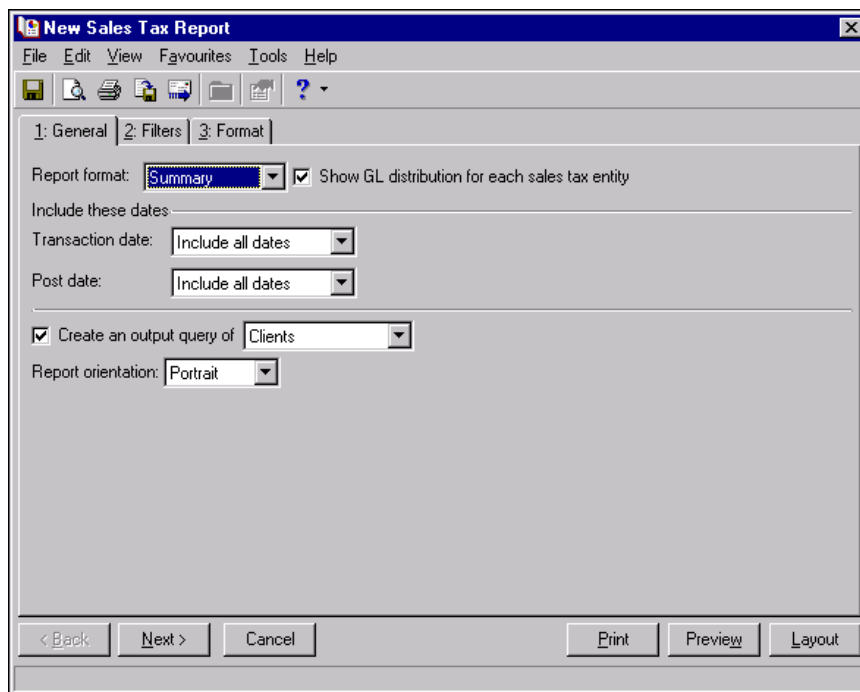 New Sales Tax Report
File Edit View Favourites Tools Help
?
1: General 2: Filters 3: Format
Report format: Summary Show GL distribution for each sales tax entity
Include these dates
Transaction date: Include all dates
Post date: Include all dates
Create an output query of Clients
Report orientation: Portrait
< Back Next > Cancel Print Preview Layout